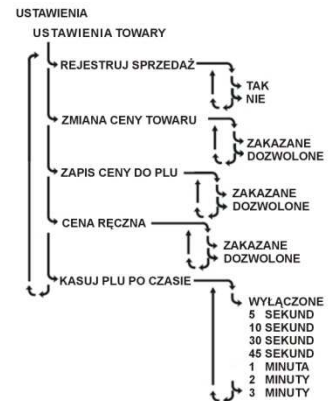 USTAWIENIA
USTAWIENIA TOWARY
REJESTRUJ SPRZEDAŻ
TAK
NIE
ZMIANA CENY TOWARU
ZAKAZANE
DOZWOLONE
ZAPIS CENY DO PLU
ZAKAZANE
DOZWOLONE
CENA RĘCZNA
ZAKAZANE
DOZWOLONE
KASUJ PLU PO CZASIE
WYŁĄCZONE
5 SEKUND
10 SEKUND
30 SEKUND
45 SEKUND
1 MINUTA
2 MINUTY
3 MINUTY